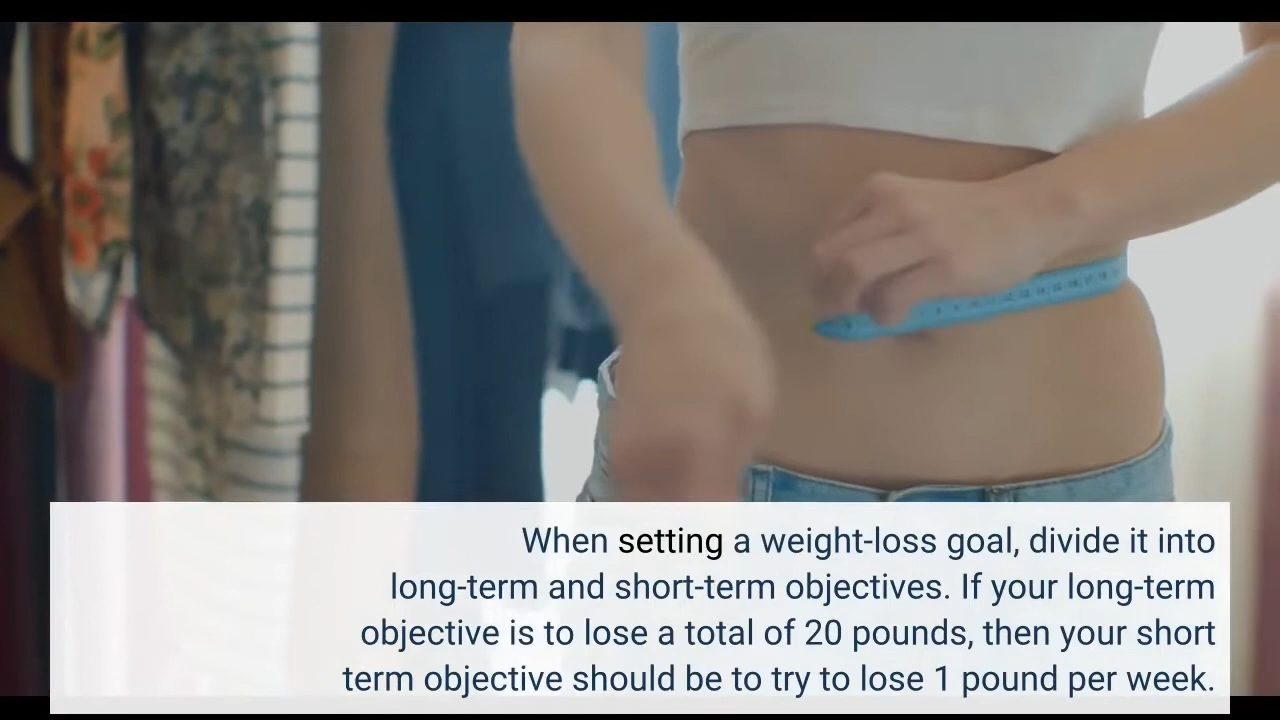 When setting a weight-loss goal, divide it into
long-term and short-term objectives. If your long-term
objective is to lose a total of 20 pounds, then your short
term objective should be to try to lose 1 pound per week.